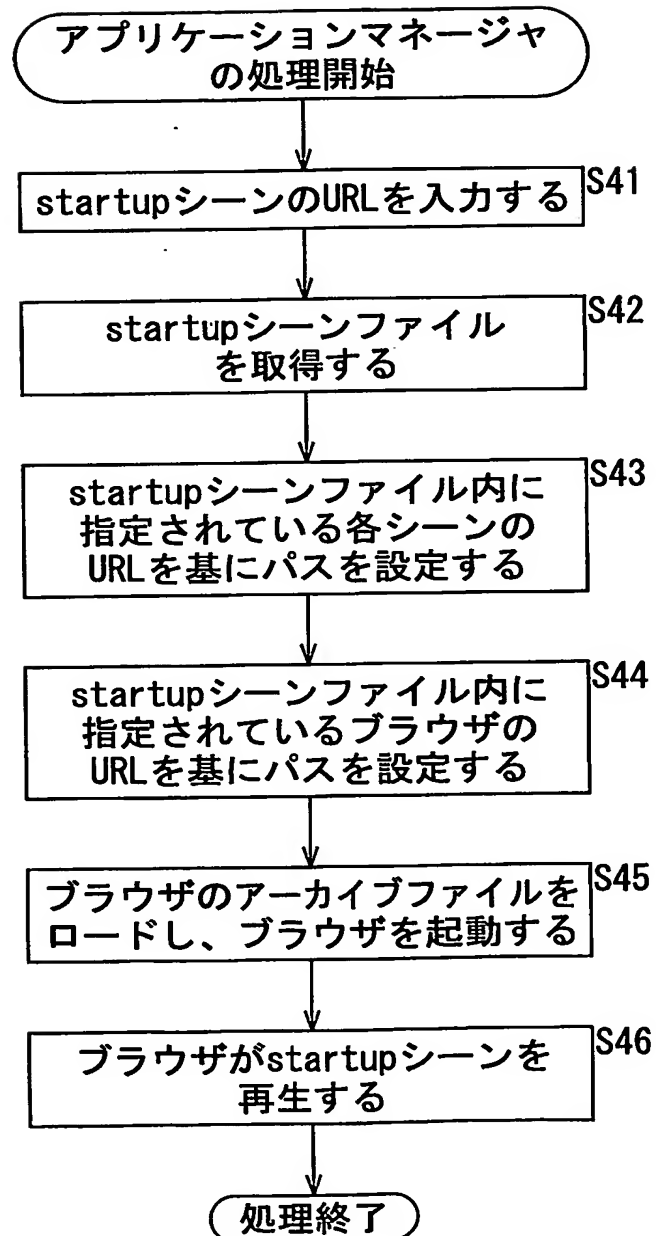 アプリケーションマネージャ
の処理開始
startupシーンのURLを入力する
S41
startupシーンファイル
を取得する
S42
startupシーンファイル内に
指定されている各シーンの
URLを基にパスを設定する
S43
startupシーンファイル内に
指定されているブラウザの
URLを基にパスを設定する
S44
ブラウザのアーカイブファイルを
ロードし、ブラウザを起動する
S45
ブラウザがstartupシーンを
再生する
S46
処理終了